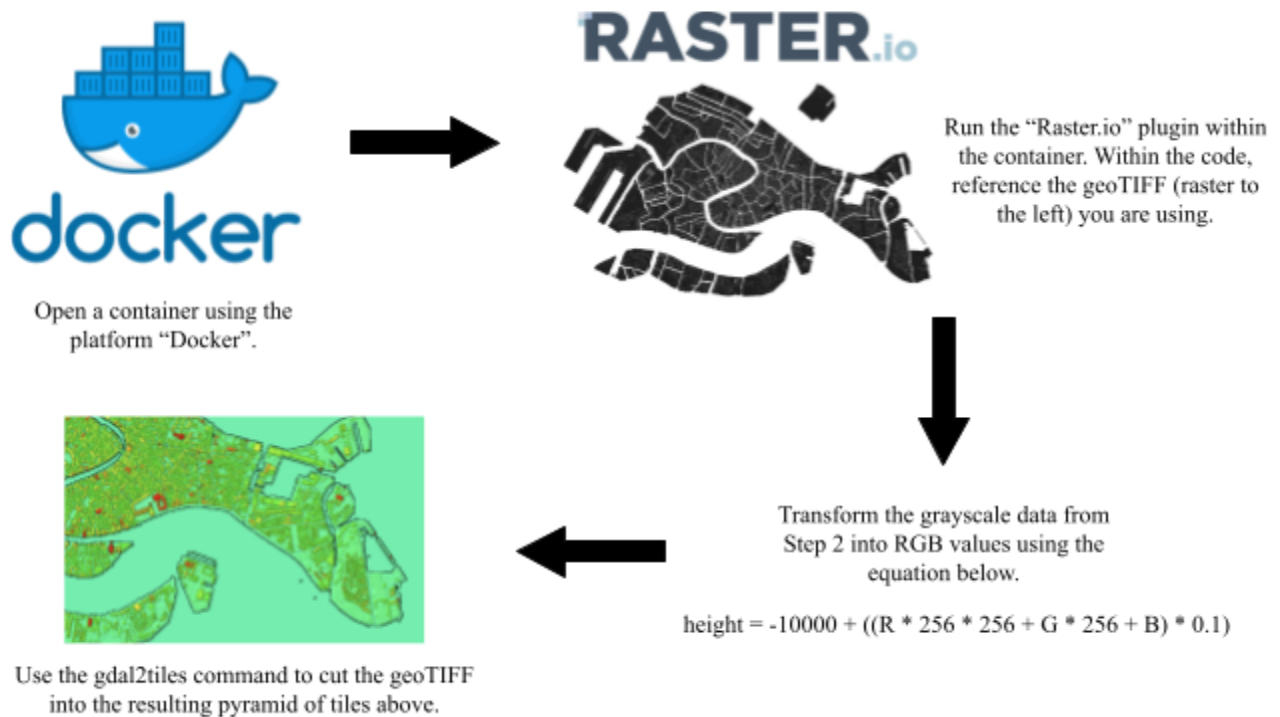 docker
Open a container using the
platform “Docker”.
RASTER.io
Run the “Raster.io” plugin within
the container. Within the code,
reference the geoTIFF (raster to
the left) you are using.
Transform the grayscale data from
Step 2 into RGB values using the
equation below.
height = -10000 + ((R * 256 * 256 + G * 256 + B) * 0.1)
Use the gdal2tiles command to cut the geoTIFF
into the resulting pyramid of tiles above.